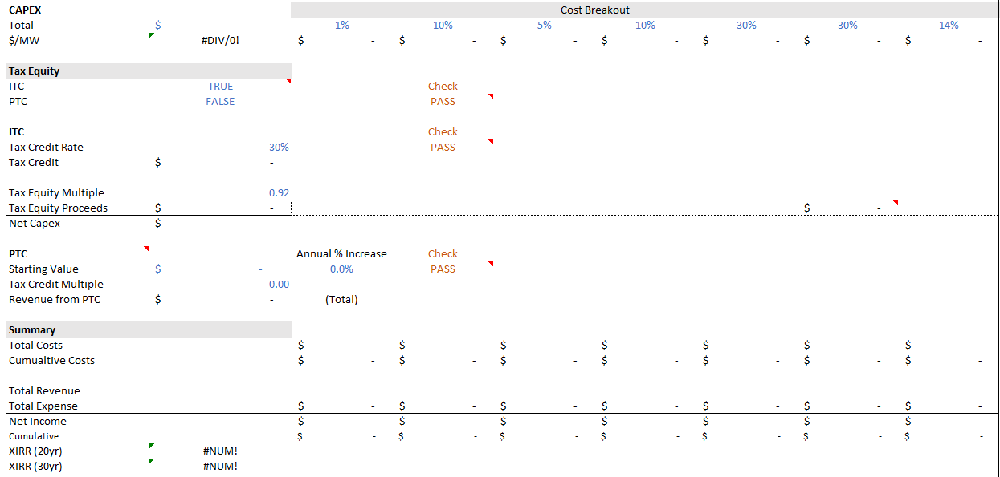 CAPEX Cost Breakout
Total $ - 1% 10% 5% 10% 30% 30% 14%
$/MW #DIV/0! $ - $ - $ - $ - $ - $ - $ -
Tax Equity
ITC TRUE Check
PTC FALSE PASS
ITC Check
Tax Credit Rate 30% PASS
Tax Credit $ -
Tax Equity Multiple 0.92
Tax Equity Proceeds $ - $ -
Net Capex $ -
PTC Annual % Increase Check
Starting Value $ - 0.0% PASS
Tax Credit Multiple 0.00
Revenue from PTC $ - (Total)
Summary
Total Costs $ - $ - $ - $ - $ - $ - $ -
Cumualtive Costs $ - $ - $ - $ - $ - $ - $ -
Total Revenue
Total Expense $ - $ - $ - $ - $ - $ - $ -
Net Income $ - $ - $ - $ - $ - $ - $ -
Cumulative $ - $ - $ - $ - $ - $ - $ -
XIRR (20yr) #NUM!
XIRR (30yr) #NUM!